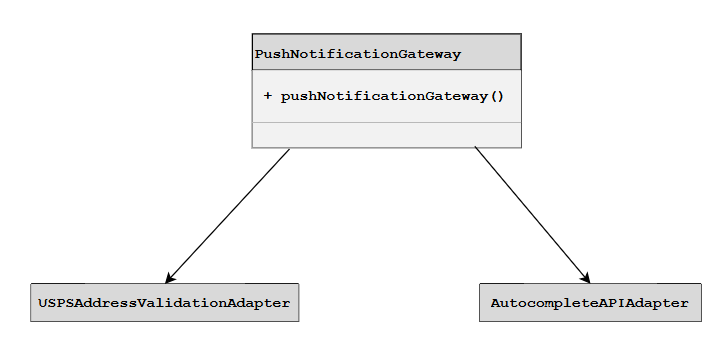 PushNotificationGateway
+ pushNotificationGateway()
USPSAddressValidationAdapter
AutocompleteAPIAdapter